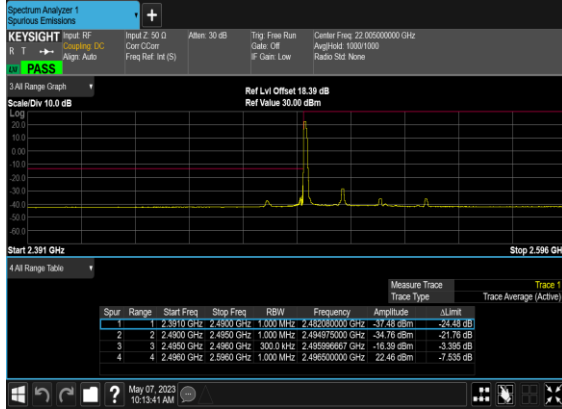 Spectrum Analyzer 1
Spurious Emissions
KEYSIGHT Input: RF Input Z: 50 Ω Atten: 30 dB Trig: Free Run Center Freq: 22.005000000 GHz
R T Coupling: DC Corr CCorr Gate: Off Avg|Hold: 1000/1000
Align: Auto Freq Ref: Int (S) IF Gain: Low Radio Std: None
PASS
3 All Range Graph
Ref Lvl Offset 18.39 dB
Scale/Div 10.0 dB Ref Value 30.00 dBm
Log
20.0
10.0
0.00
-10.0
-20.0
-30.0
-40.0
-50.0
-60.0
Start 2.391 GHz Stop 2.596 GH
4 All Range Table
Measure Trace Trace 1
Trace Type Trace Average (Active)
Spur Range Start Freq Stop Freq RBW Frequency Amplitude ΔLimit
1 1 2.3910 GHz 2.4900 GHz 1.000 MHz 2.482080000 GHz -37.48 dBm -24.48 dB
2 2 2.4900 GHz 2.4950 GHz 1.000 MHz 2.494975000 GHz -34.76 dBm -21.76 dB
3 3 2.4950 GHz 2.4960 GHz 300.0 kHz 2.495996667 GHz -16.39 dBm -3.395 dB
4 4 2.4960 GHz 2.5960 GHz 1.000 MHz 2.496500000 GHz 22.46 dBm -7.535 dB
? May 07, 2023
10:13:41 AM